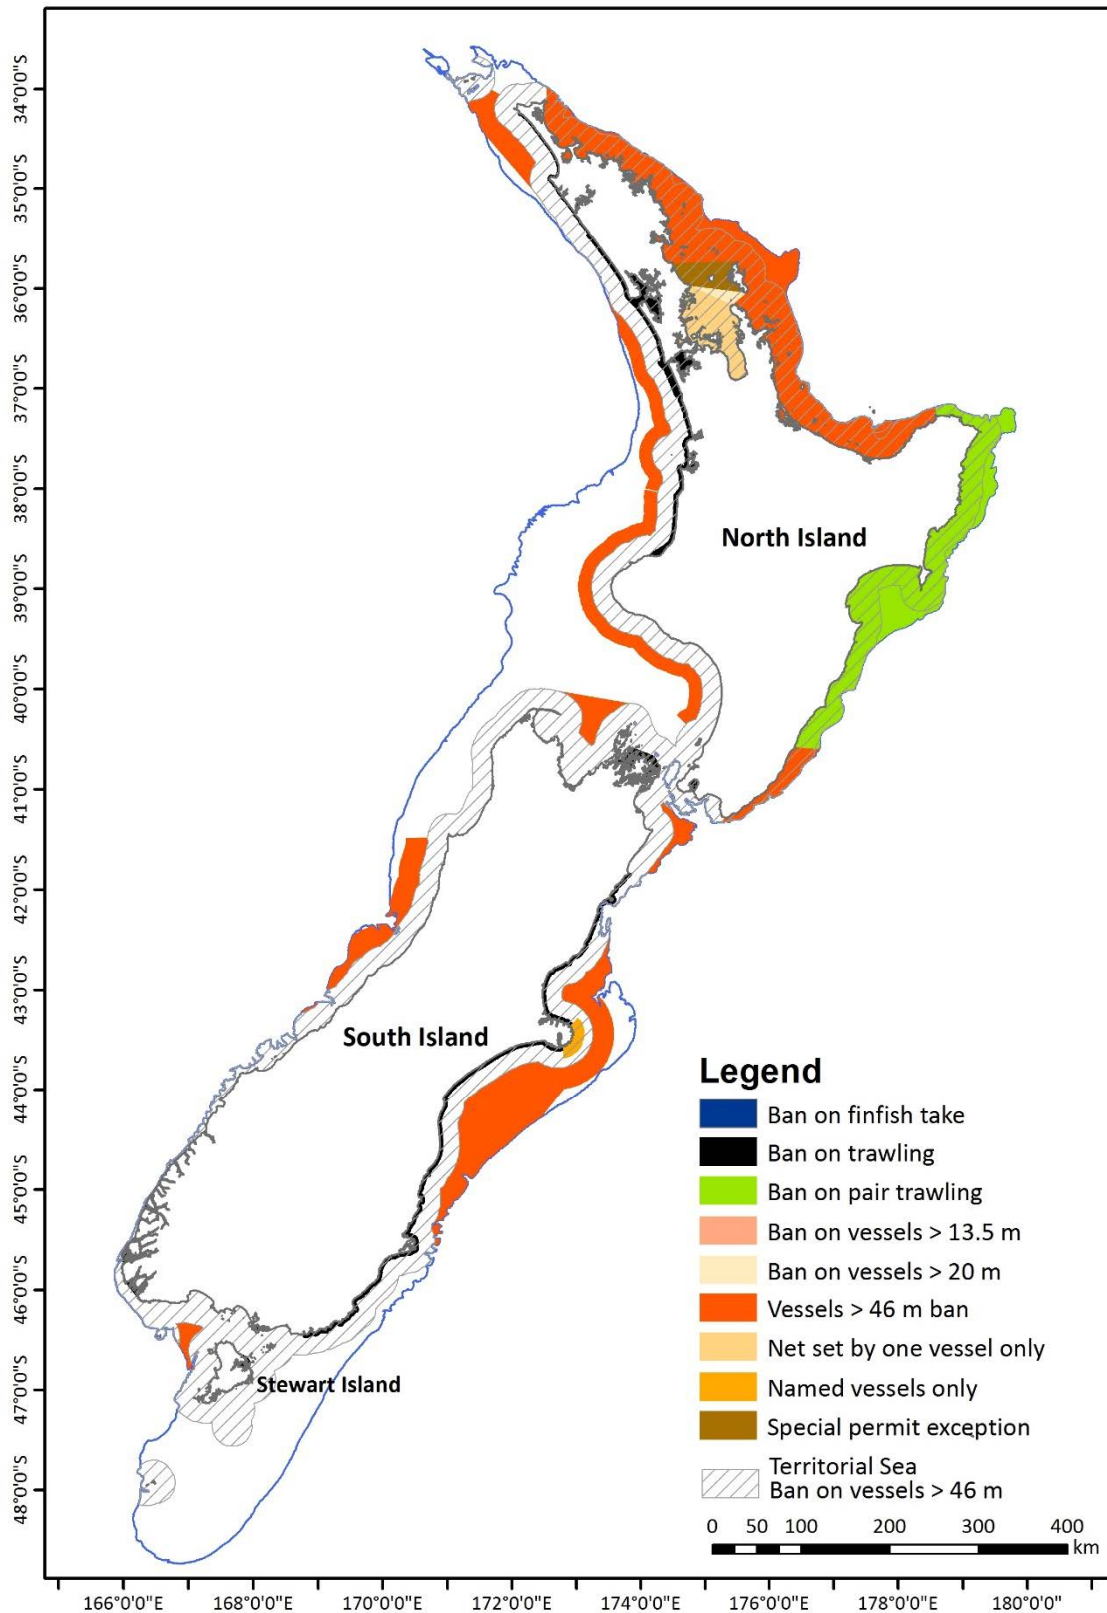 34°0'0"S
35°0'0"S
36°0'0"S
37°0'0"S
38°0'0"S
39°0'0"S
40°0'0"S
41°0'0"S
42°0'0"S
43°0'0"S
44°0'0"S
45°0'0"S
46°0'0"S
47°0'0"S
48°0'0"S
North Island
South Island
Stewart Island
Legend
Ban on finfish take
Ban on trawling
Ban on pair trawling
Ban on vessels > 13.5 m
Ban on vessels > 20 m
Vessels > 46 m ban
Net set by one vessel only
Named vessels only
Special permit exception
Territorial Sea
Ban on vessels > 46 m
0 50 100 200 300 400
km
166°0'0"E 168°0'0"E 170°0'0"E 172°0'0"E 174°0'0"E 176°0'0"E 178°0'0"E 180°0'0"